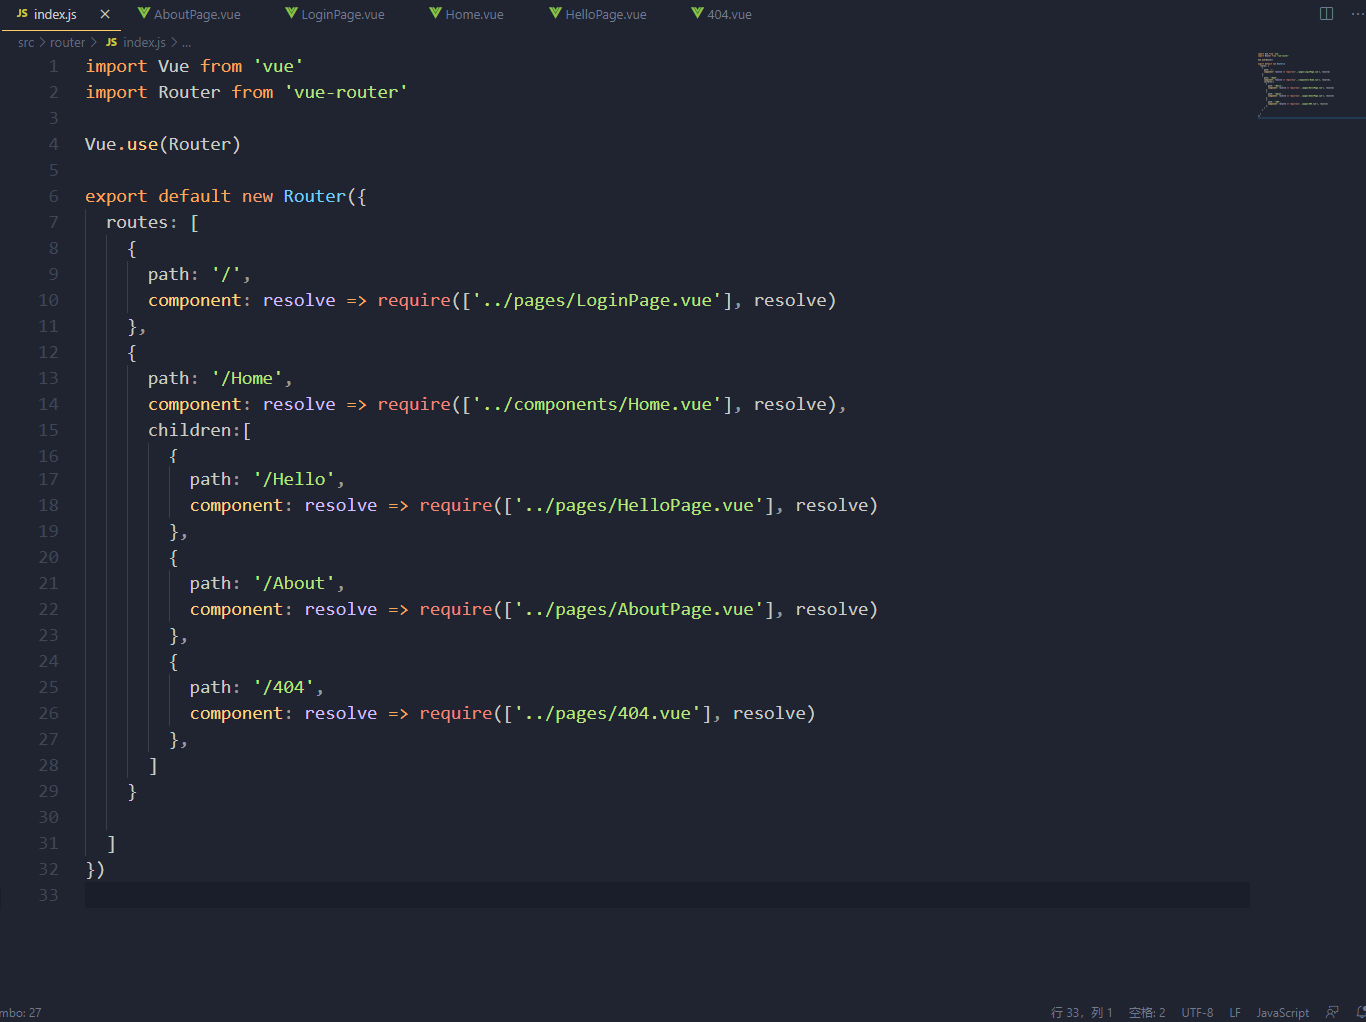 JS index.js × AboutPage.vue LoginPage.vue Home.vue HelloPage.vue 404.vue
src > router > JS index.js > ...
1 import Vue from 'vue'
2 import Router from 'vue-router'
3
4 Vue.use(Router)
5
6 export default new Router({
7   routes: [
8     {
9       path: '/',
10       component: resolve => require(['../pages/LoginPage.vue'], resolve)
11     },
12     {
13       path: '/Home',
14       component: resolve => require(['../components/Home.vue'], resolve),
15       children:[
16         {
17           path: '/Hello',
18           component: resolve => require(['../pages/HelloPage.vue'], resolve)
19         },
20         {
21           path: '/About',
22           component: resolve => require(['../pages/AboutPage.vue'], resolve)
23         },
24         {
25           path: '/404',
26           component: resolve => require(['../pages/404.vue'], resolve)
27         },
28       ]
29     }
30
31   ]
32 })
33
mbo: 27 行 33，列 1 空格: 2 UTF-8 LF JavaScript